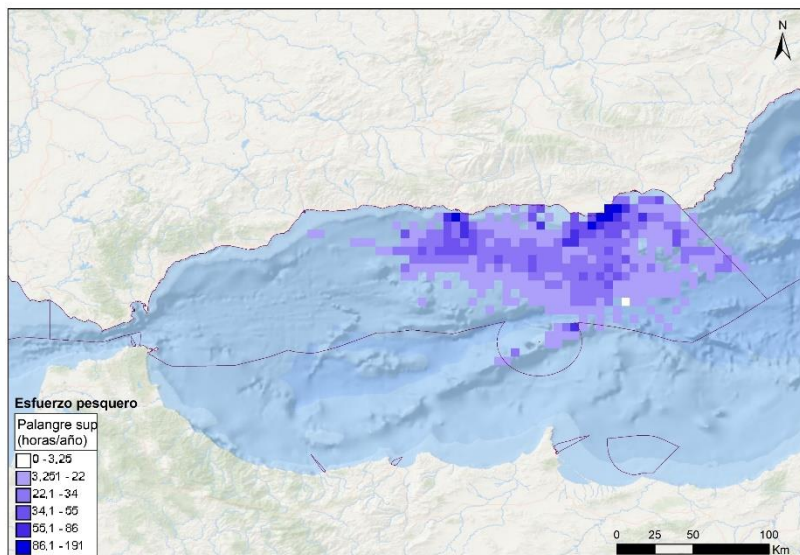 N
Esfuerzo pesquero
Palangre sup
(horas/año)
0 - 3,25
3,251 - 22
22,1 - 34
34,1 - 55
55,1 - 86
86,1 - 191
0 25 50 100
Km